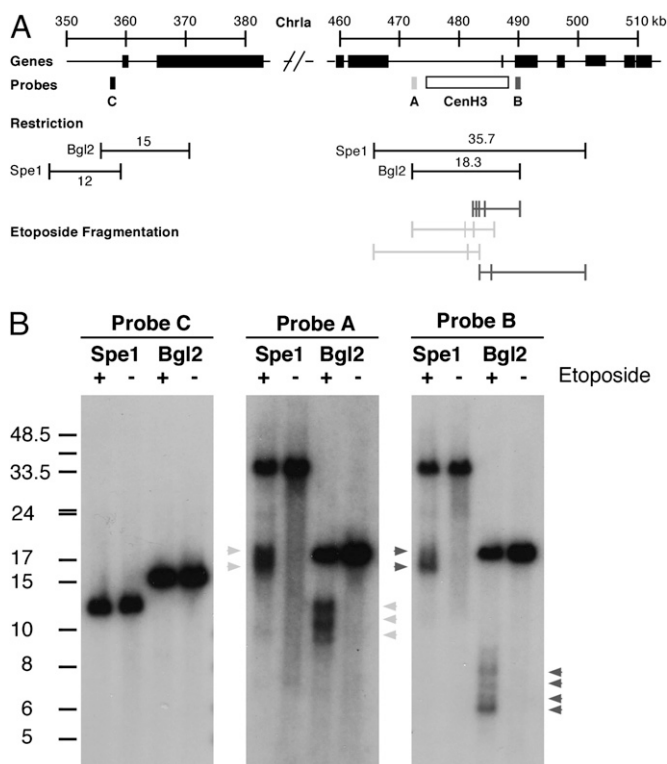 A
350 360 370 380 ChrIa 460 470 480 490 500 510 kb
Genes
Probes
C A CenH3 B
Restriction
Bgl2 15 Spe1 35.7
Spe1 12 Bgl2 18.3
Etoposide Fragmentation
B
Probe C Probe A Probe B
Spe1 Bgl2 Spe1 Bgl2 Spe1 Bgl2
+ - + - + - + - + - + - Etoposide
48.5
33.5
24
17
15
10
8
6
5